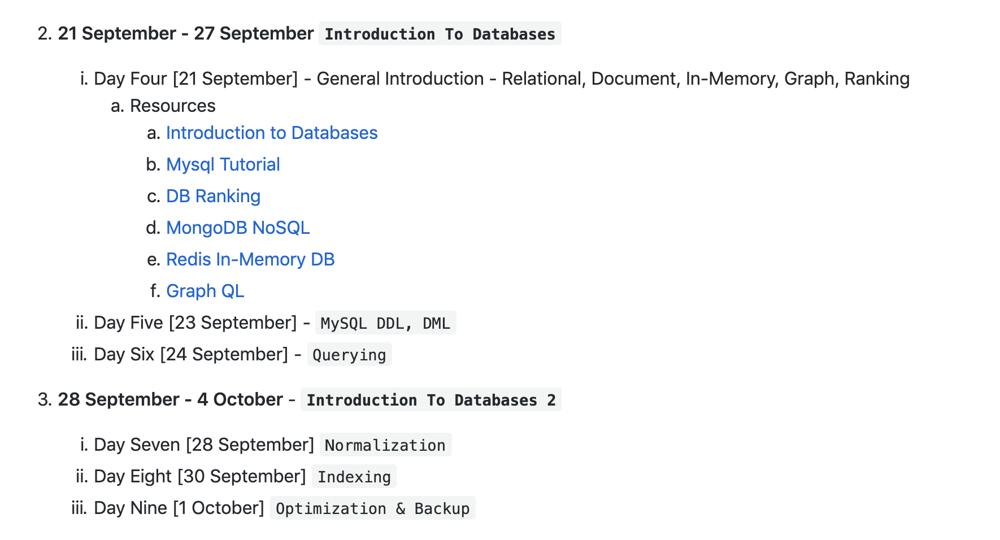 2. 21 September - 27 September Introduction To Databases
i. Day Four [21 September] - General Introduction - Relational, Document, In-Memory, Graph, Ranking
a. Resources
a. Introduction to Databases
b. Mysql Tutorial
c. DB Ranking
d. MongoDB NoSQL
e. Redis In-Memory DB
f. Graph QL
ii. Day Five [23 September] - MySQL DDL, DML
iii. Day Six [24 September] - Querying
3. 28 September - 4 October - Introduction To Databases 2
i. Day Seven [28 September] Normalization
ii. Day Eight [30 September] Indexing
iii. Day Nine [1 October] Optimization & Backup